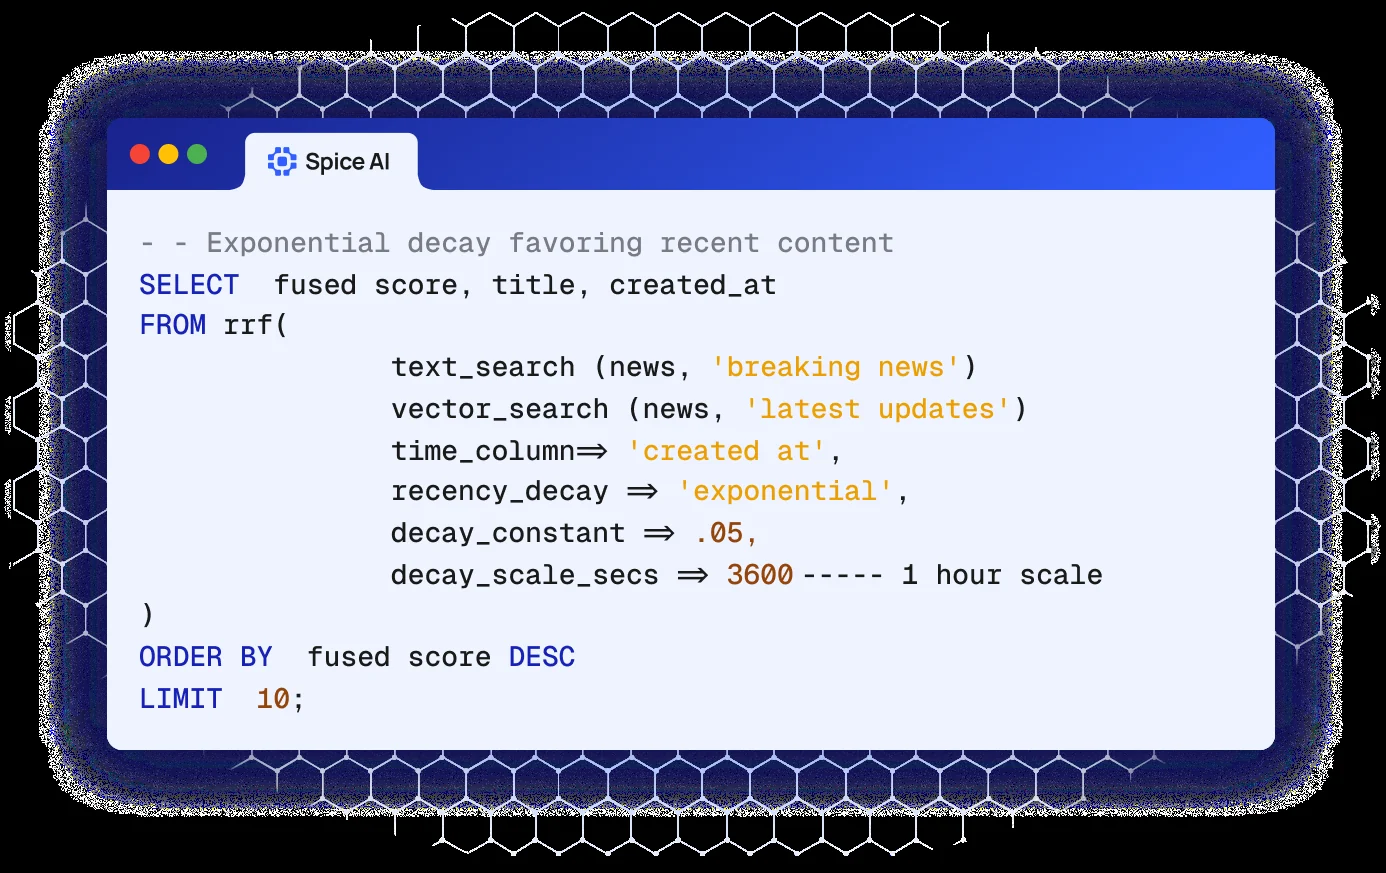 Spice AI
- - Exponential decay favoring recent content
SELECT  fused score, title, created_at
FROM rrf(
text_search (news, 'breaking news')
vector_search (news, 'latest updates')
time_column⇒ 'created at',
recency_decay ⇒ 'exponential',
decay_constant ⇒ .05,
decay_scale_secs ⇒ 3600 ----- 1 hour scale
)
ORDER BY  fused score DESC
LIMIT  10;